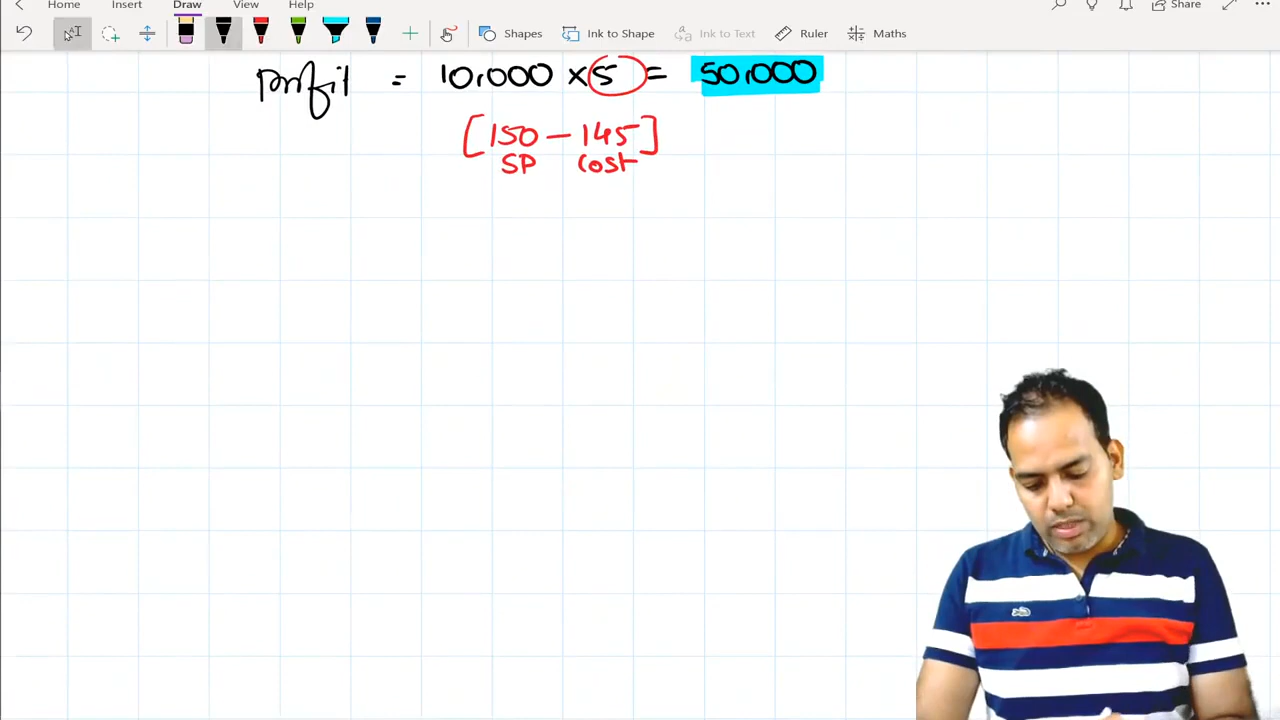 Home Insert Draw View Help Share
Shapes Ink to Shape Ink to Text Ruler Maths
Profit = 10,000 × 5 = 50,000
[150 – 145]
SP Cost